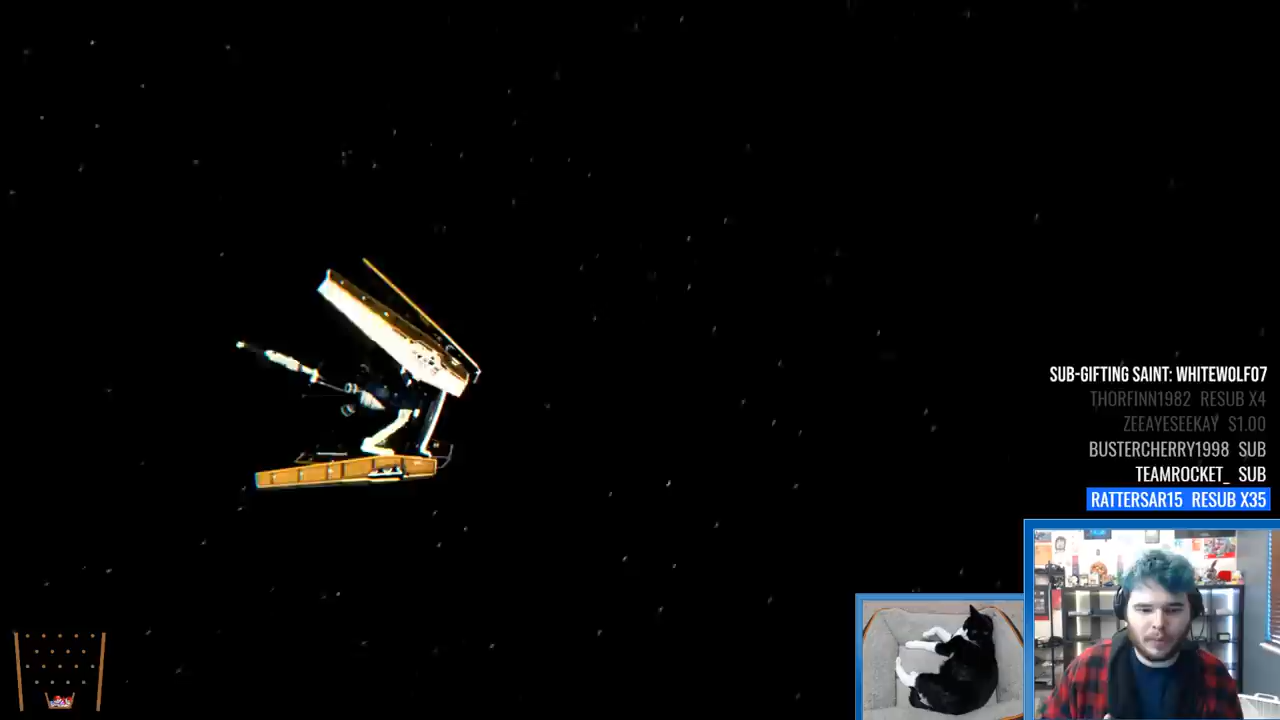 SUB-GIFTING SAINT: WHITEWOLF07
THORFINN1982 RESUB X4
ZEEAYESEEKAY $1.00
BUSTERCHERRY1998 SUB
TEAMROCKET_ SUB
RATTERSAR15 RESUB X35